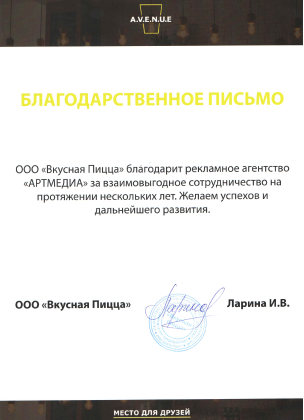 A.V.E.N.U.E
БЛАГОДАРСТВЕННОЕ ПИСЬМО
ООО «Вкусная Пицца» благодарит рекламное агентство
«АРТМЕДИА» за взаимовыгодное сотрудничество на
протяжении нескольких лет. Желаем успехов и
дальнейшего развития.
ООО «Вкусная Пицца»
Ларина И.В.
МЕСТО ДЛЯ ДРУЗЕЙ